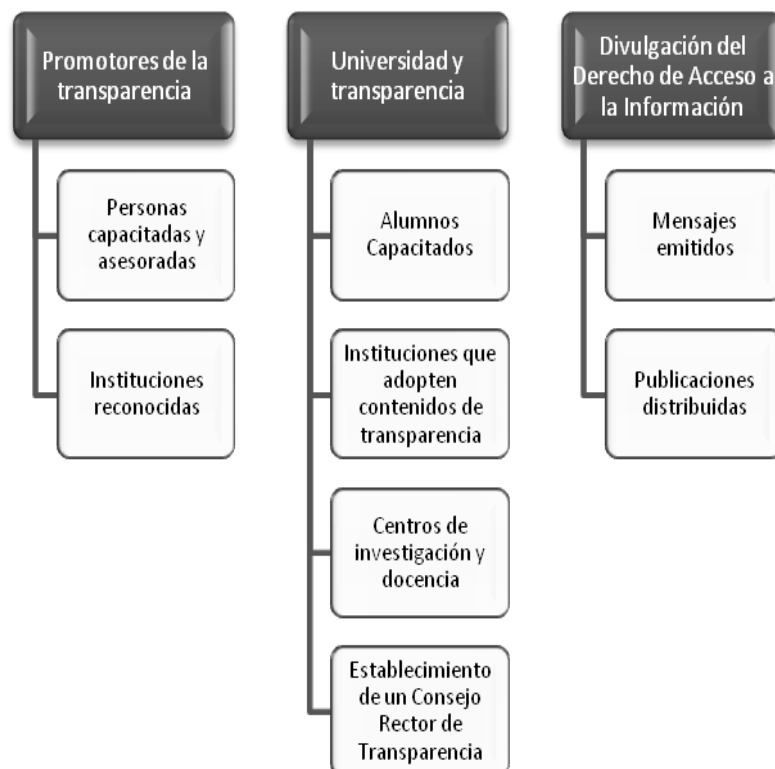 Promotores de la
transparencia
Personas
capacitadas y
asesoradas
Instituciones
reconocidas
Universidad y
transparencia
Alumnos
Capacitados
Instituciones que
adopten
contenidos de
transparencia
Centros de
investigación y
docencia
Establecimiento
de un Consejo
Rector de
Transparencia
Divulgación del
Derecho de Acceso a
la Información
Mensajes
emitidos
Publicaciones
distribuidas